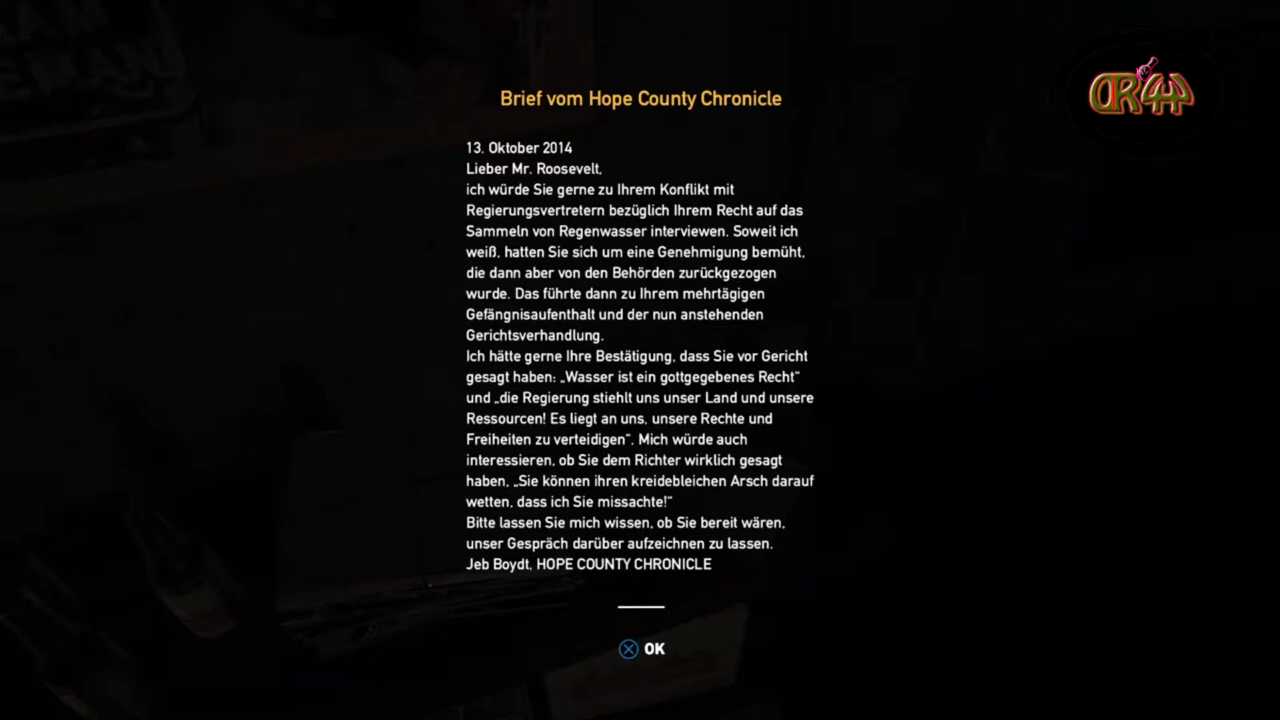 Brief vom Hope County Chronicle
13. Oktober 2014
Lieber Mr. Roosevelt,
ich würde Sie gerne zu Ihrem Konflikt mit
Regierungsvertretern bezüglich Ihrem Recht auf das
Sammeln von Regenwasser interviewen. Soweit ich
weiß, hatten Sie sich um eine Genehmigung bemüht,
die dann aber von den Behörden zurückgezogen
wurde. Das führte dann zu Ihrem mehrtägigen
Gefängnisaufenthalt und der nun anstehenden
Gerichtsverhandlung.
Ich hätte gerne Ihre Bestätigung, dass Sie vor Gericht
gesagt haben: „Wasser ist ein gottgegebenes Recht“
und „die Regierung stiehlt uns unser Land und unsere
Ressourcen! Es liegt an uns, unsere Rechte und
Freiheiten zu verteidigen“. Mich würde auch
interessieren, ob Sie dem Richter wirklich gesagt
haben, „Sie können ihren kreidebleichen Arsch darauf
wetten, dass ich Sie missachte!“
Bitte lassen Sie mich wissen, ob Sie bereit wären,
unser Gespräch darüber aufzeichnen zu lassen.
Jeb Boydt, HOPE COUNTY CHRONICLE
OK